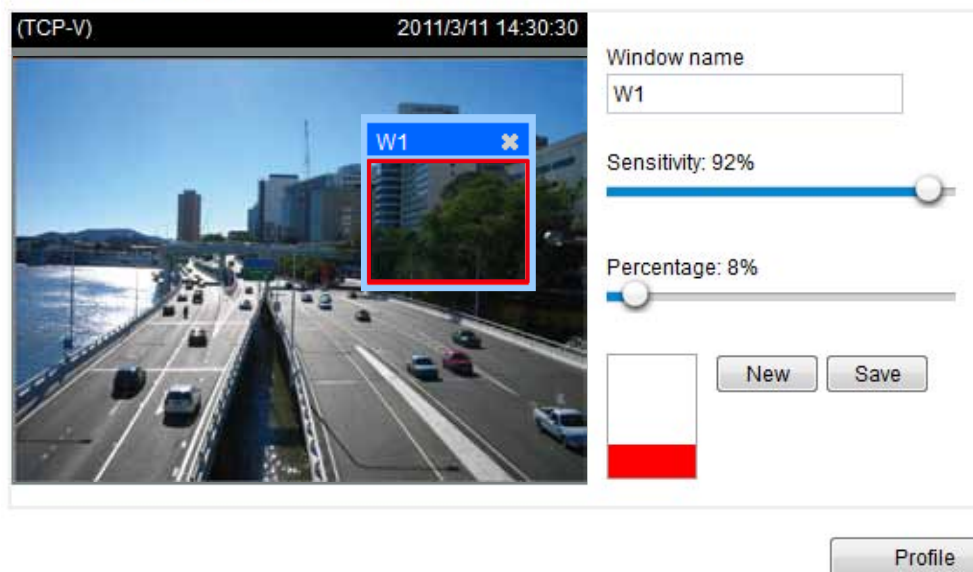 (TCP-V) 2011/3/11 14:30:30
Window name
W1
W1
Sensitivity: 92%
Percentage: 8%
New Save
Profile